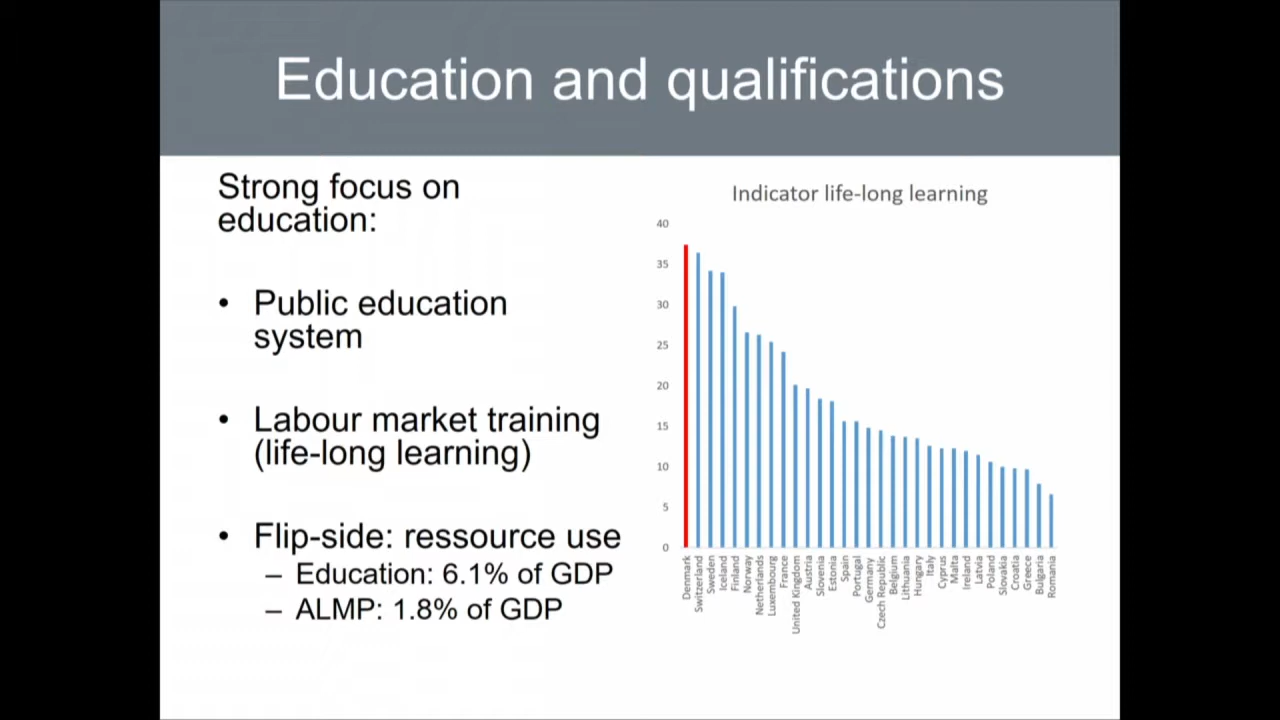 Education and qualifications
Strong focus on
education:
• Public education
system
• Labour market training
(life-long learning)
• Flip-side: ressource use
– Education: 6.1% of GDP
– ALMP: 1.8% of GDP
Indicator life-long learning
40
35
30
25
20
15
10
5
0
Denmark
Switzerland
Sweden
Iceland
Finland
Norway
Netherlands
Luxembourg
France
United Kingdom
Austria
Slovenia
Estonia
Spain
Portugal
Germany
Czech Republic
Belgium
Lithuania
Hungary
Italy
Cyprus
Malta
Ireland
Latvia
Poland
Slovakia
Croatia
Greece
Bulgaria
Romania